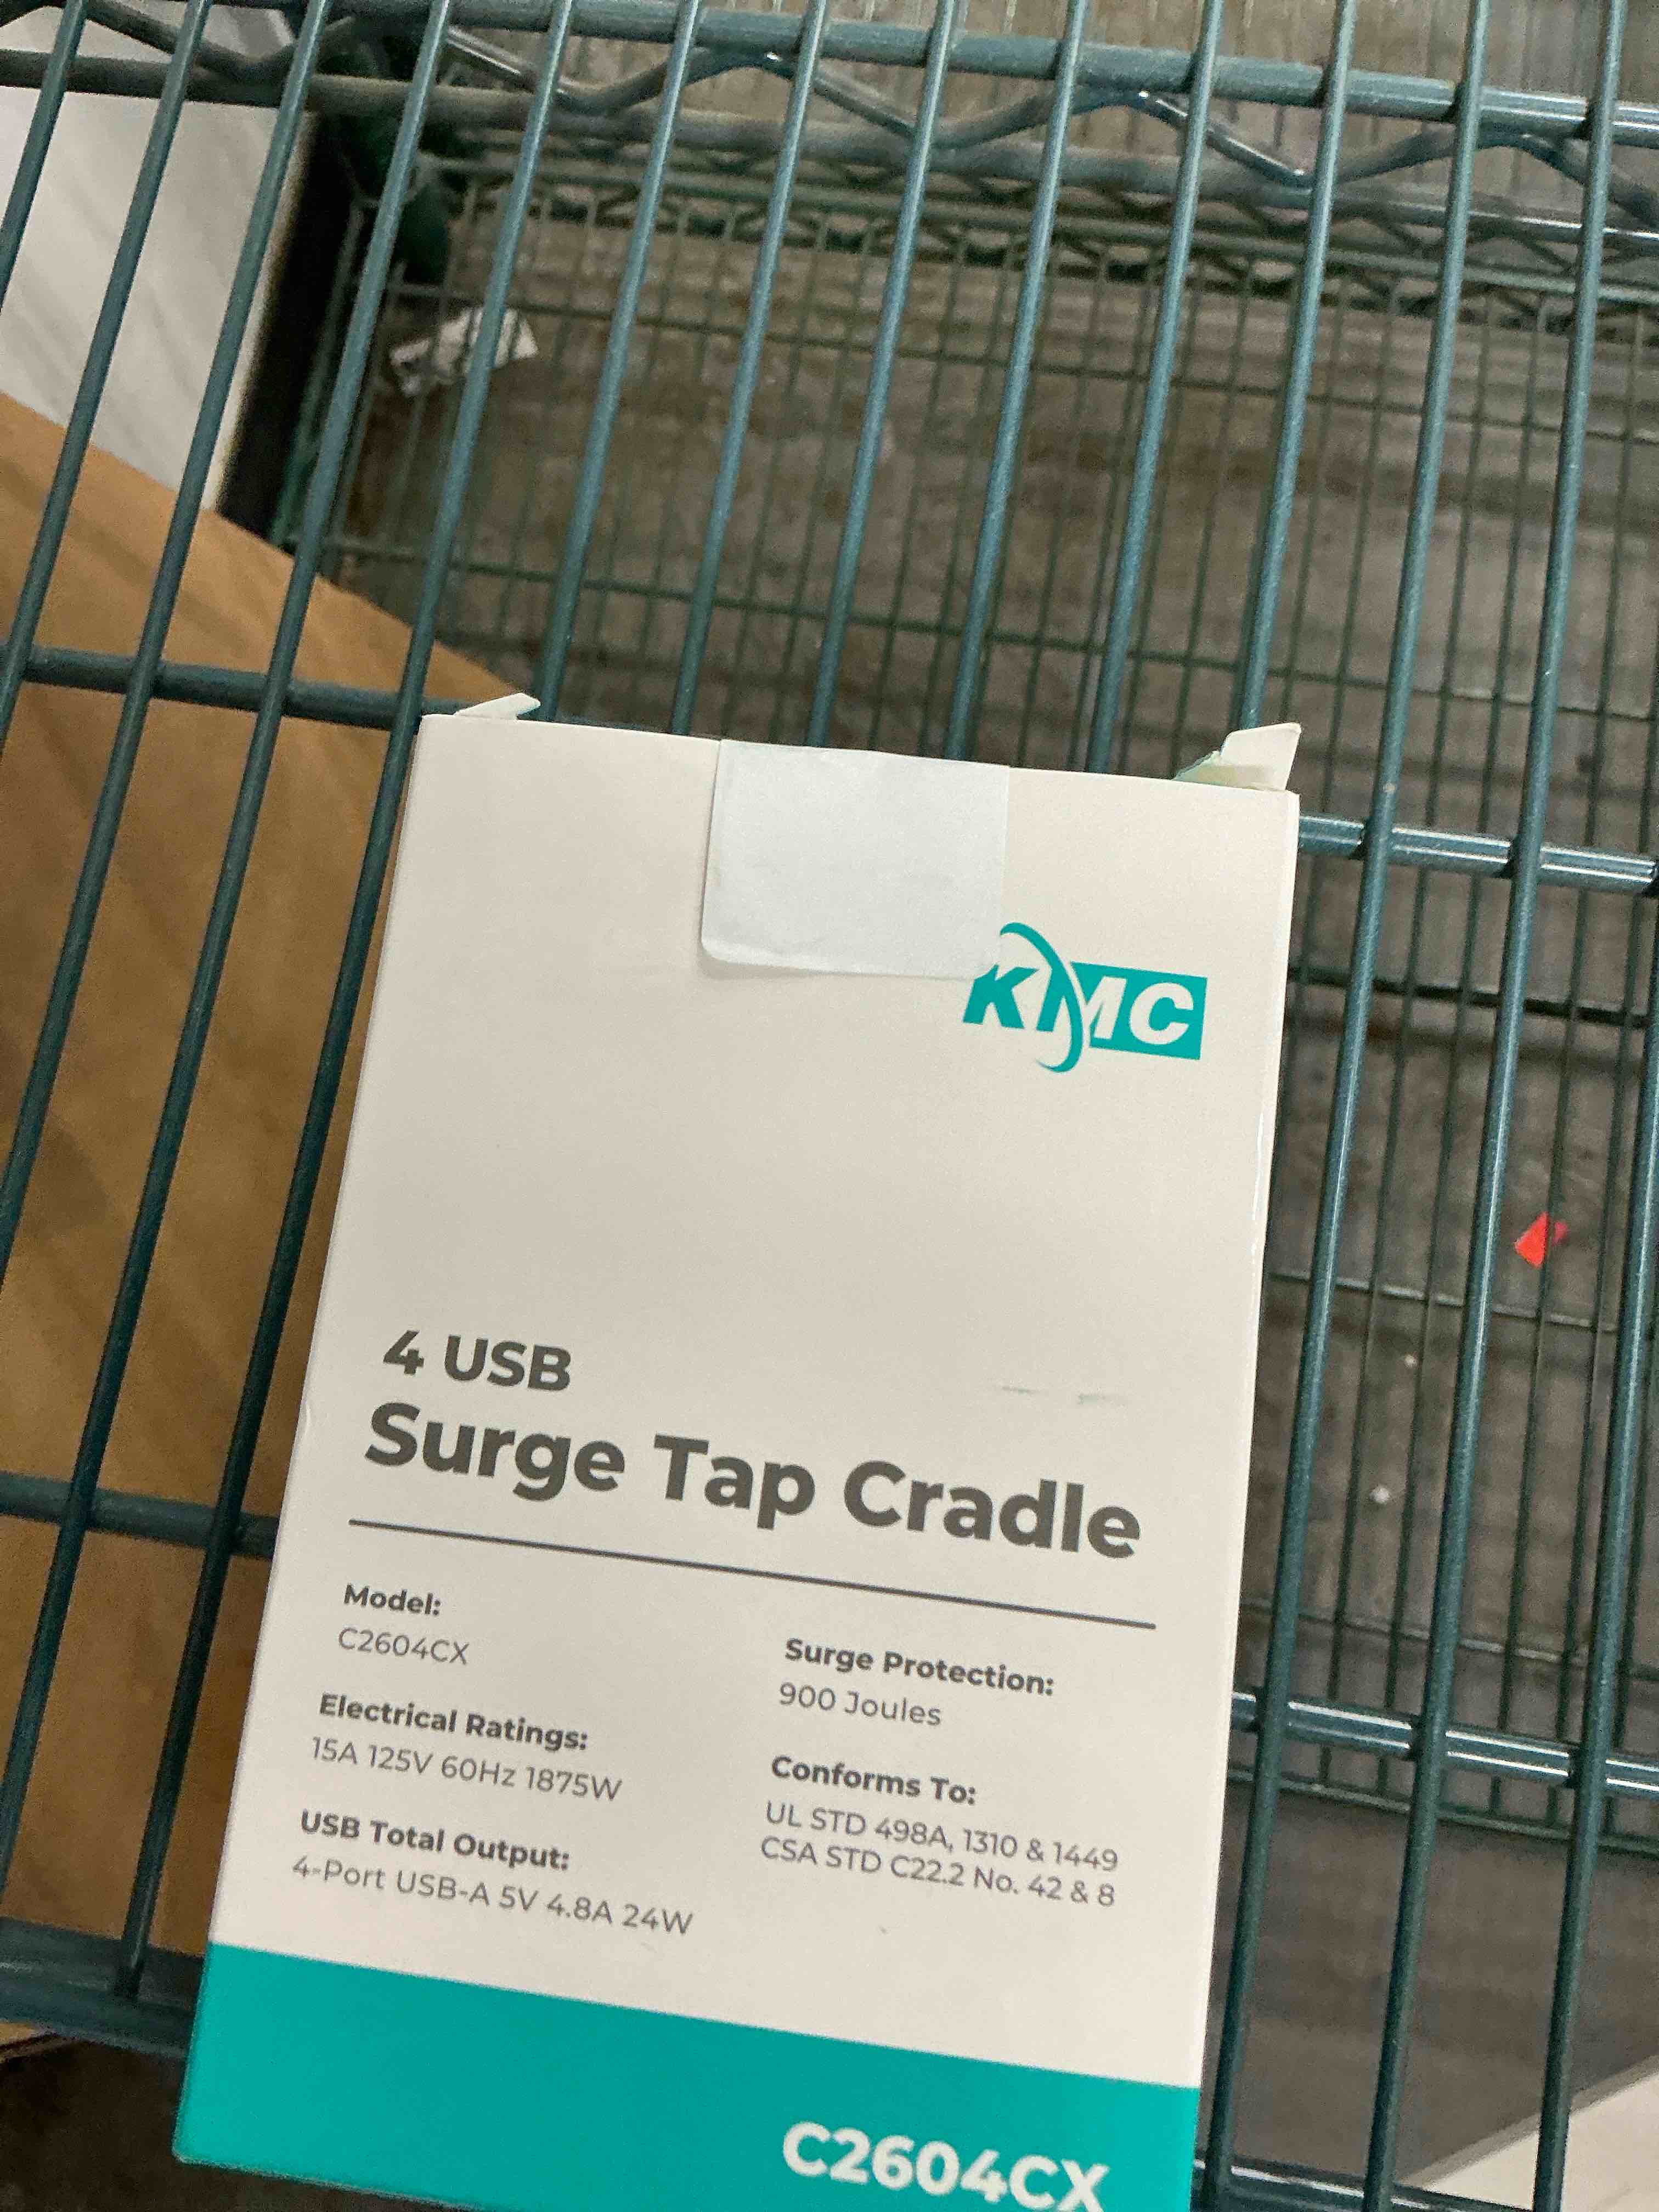 KMC
4 USB
Surge Tap Cradle
Model:
C2604CX
Electrical Ratings:
15A 125V 60Hz 1875W
USB Total Output:
4-Port USB-A 5V 4.8A 24W
Surge Protection:
900 Joules
Conforms To:
UL STD 498A, 1310 & 1449
CSA STD C22.2 No. 42 & 8
C2604CX